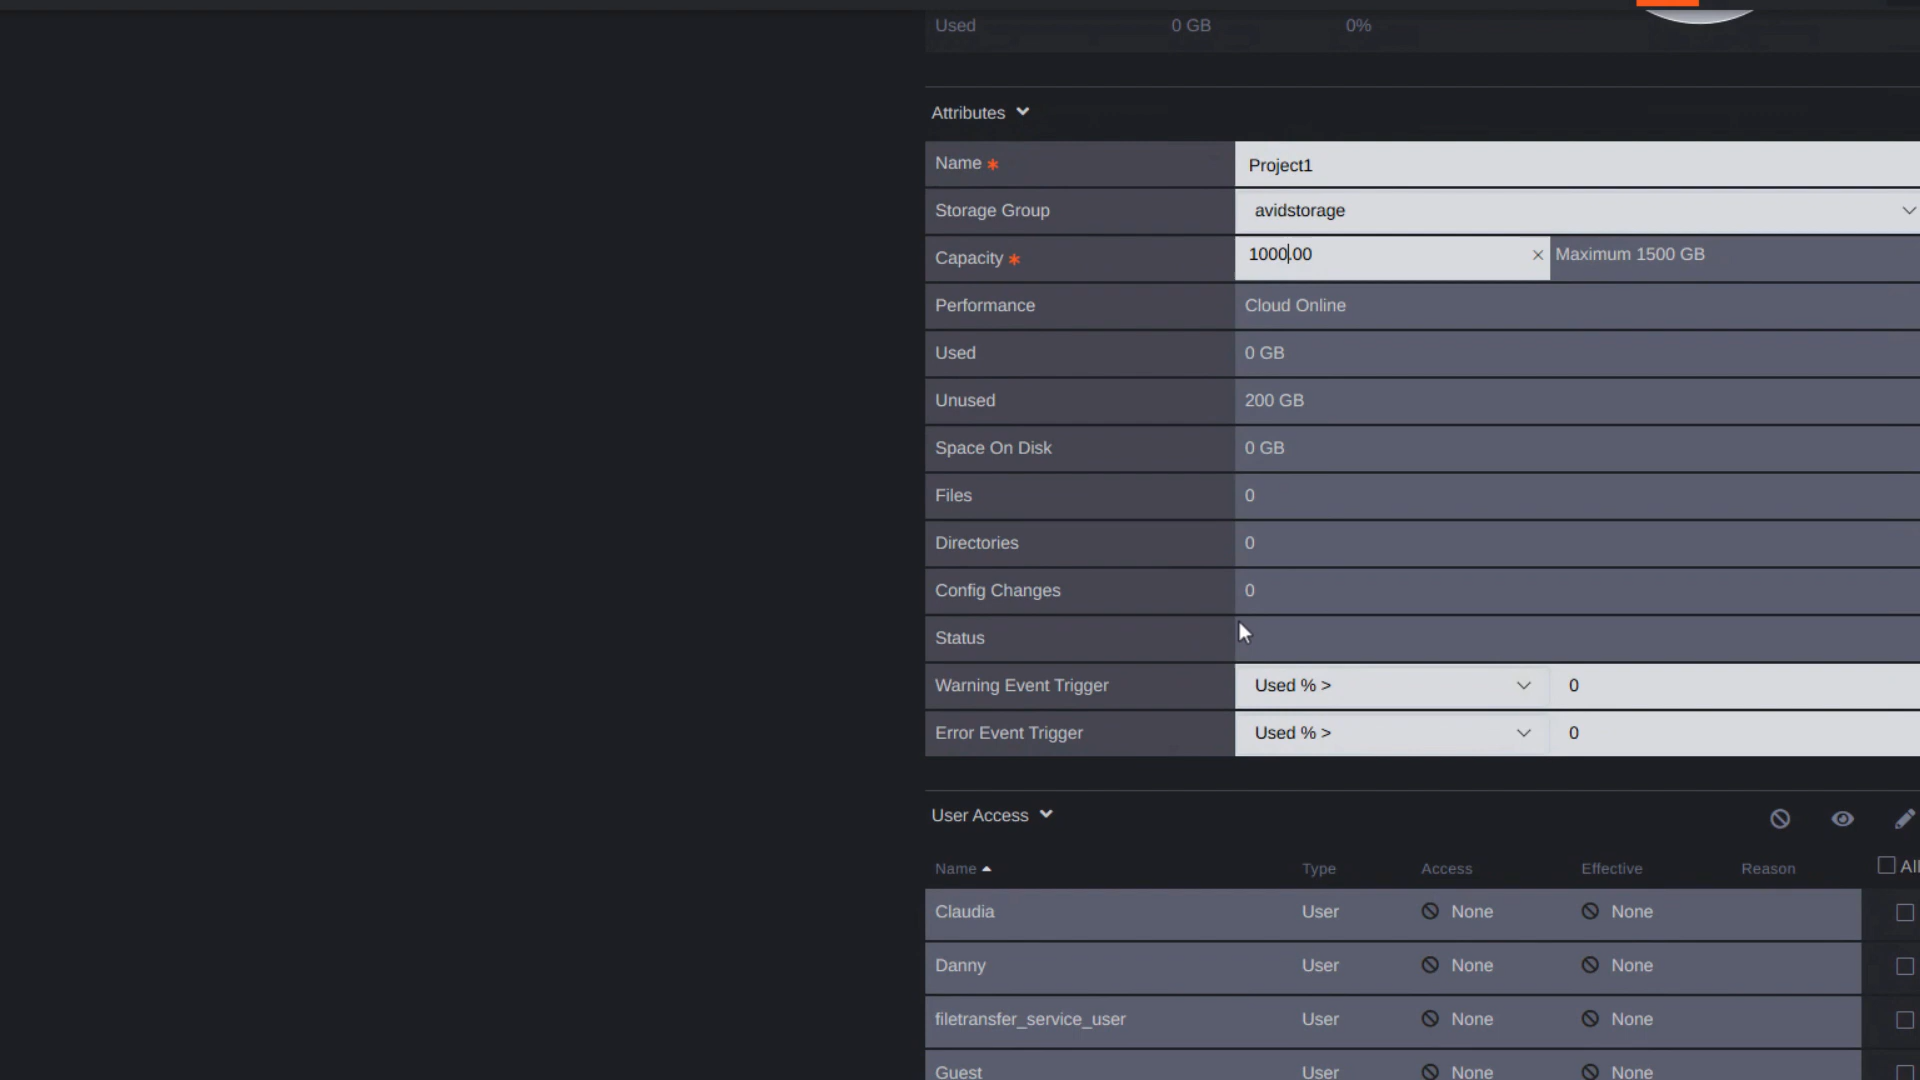 Used 0 GB 0%
Attributes
Name * Project1
Storage Group avidstorage
Capacity * 1000.00 × Maximum 1500 GB
Performance Cloud Online
Used 0 GB
Unused 200 GB
Space On Disk 0 GB
Files 0
Directories 0
Config Changes 0
Status
Warning Event Trigger Used % > 0
Error Event Trigger Used % > 0
User Access
Name Type Access Effective Reason All
Claudia User None None
Danny User None None
filetransfer_service_user User None None
Guest User None None